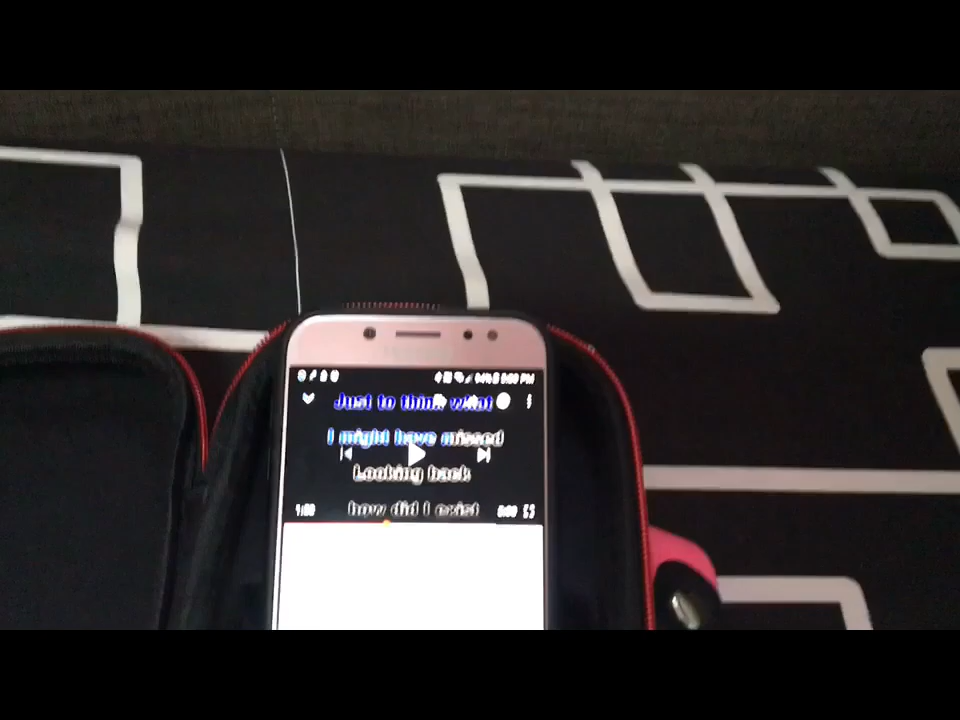 Just to think what
I might have missed
Looking back
how did I exist